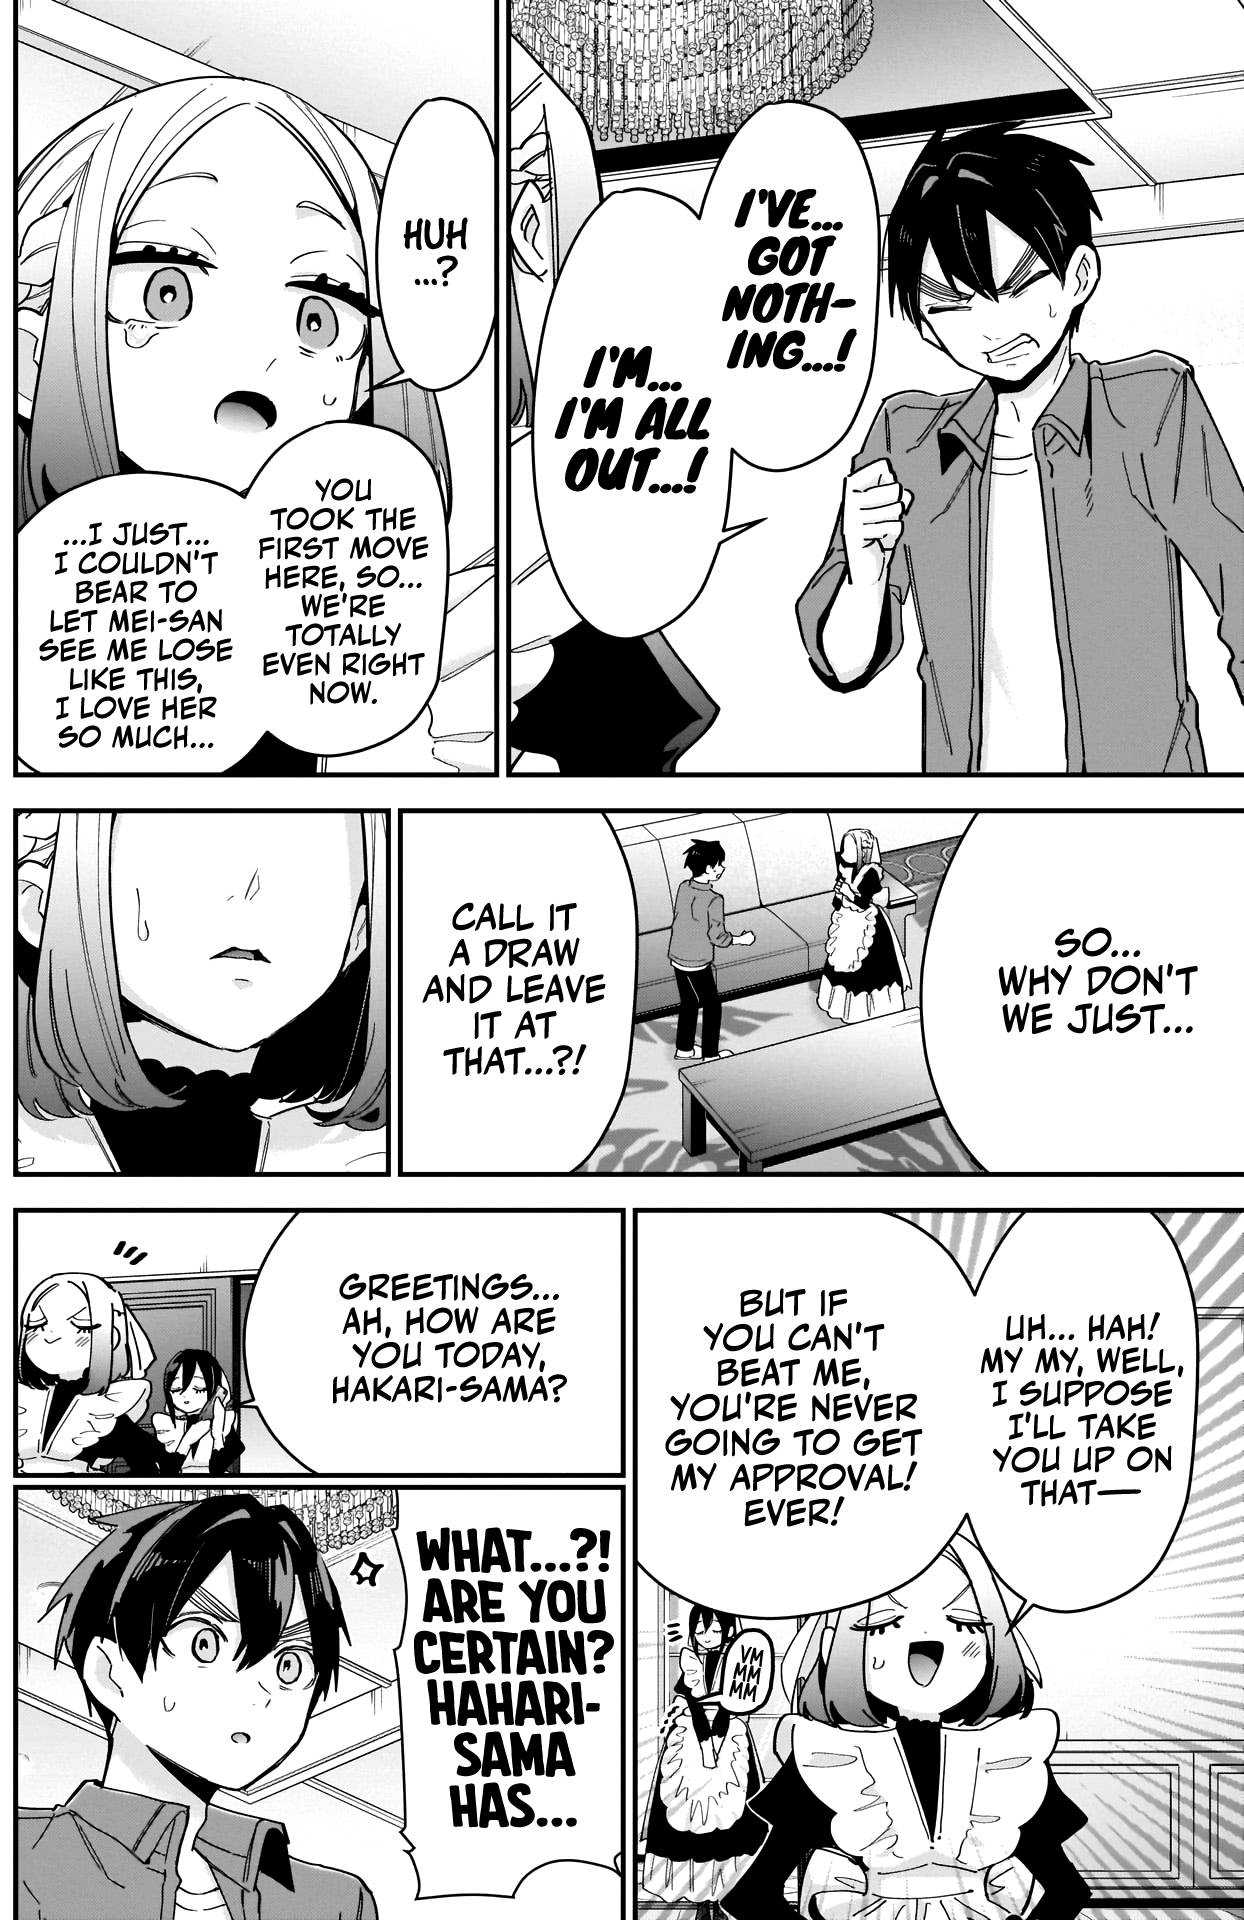 I'VE...
GOT
NOTH-
ING...!
I'M...
I'M ALL
OUT...!
HUH
...?
YOU
TOOK THE
FIRST MOVE
HERE, SO...
WE'RE
TOTALLY
EVEN RIGHT
NOW.
...I JUST...
I COULDN'T
BEAR TO
LET MEI-SAN
SEE ME LOSE
LIKE THIS,
I LOVE HER
SO MUCH...
SO...
WHY DON'T
WE JUST...
CALL IT
A DRAW
AND LEAVE
IT AT
THAT...?!
UH... HAH!
MY MY, WELL,
I SUPPOSE
I'LL TAKE
YOU UP ON
THAT—
BUT IF
YOU CAN'T
BEAT ME,
YOU'RE NEVER
GOING TO GET
MY APPROVAL!
EVER!
VM
MM
MM
MM
GREETINGS...
AH, HOW ARE
YOU TODAY,
HAKARI-SAMA?
WHAT...?!
ARE YOU
CERTAIN?
HAHARI-
SAMA
HAS...